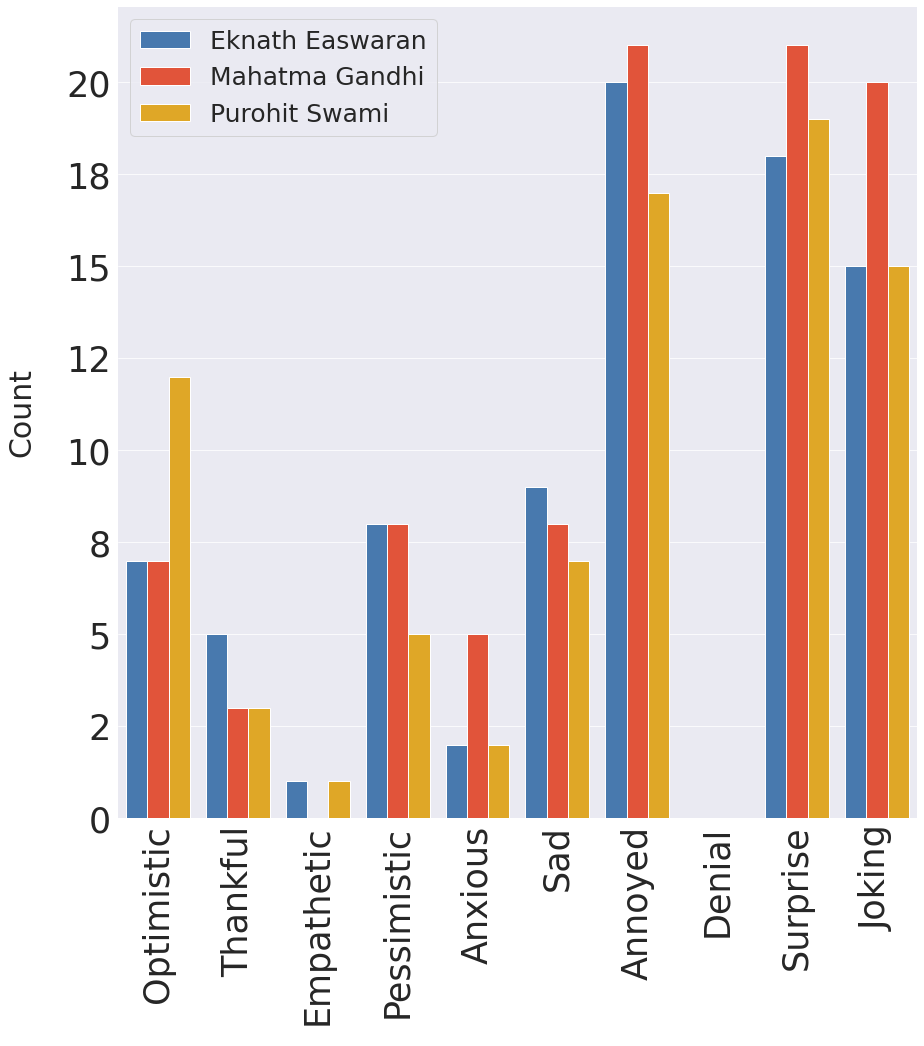 Eknath Easwaran
Mahatma Gandhi
Purohit Swami
Count
20
18
15
12
10
8
5
2
0
Optimistic
Thankful
Empathetic
Pessimistic
Anxious
Sad
Annoyed
Denial
Surprise
Joking